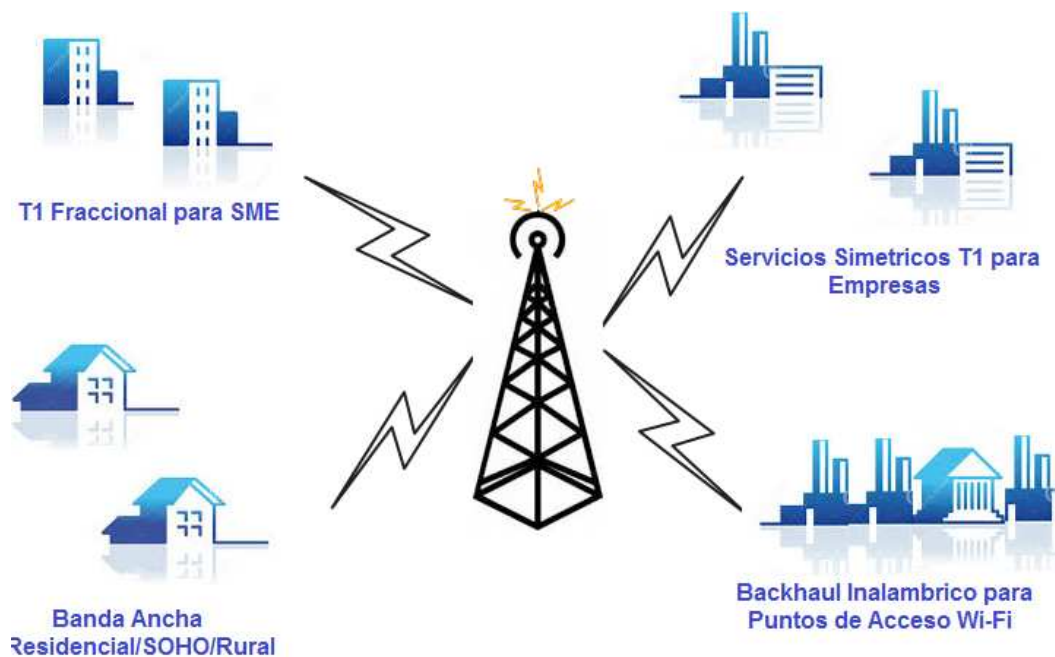 T1 Fraccional para SME
Servicios Simetricos T1 para
Empresas
Banda Ancha
Residencial/SOHO/Rural
Backhaul Inalambrico para
Puntos de Acceso Wi-Fi